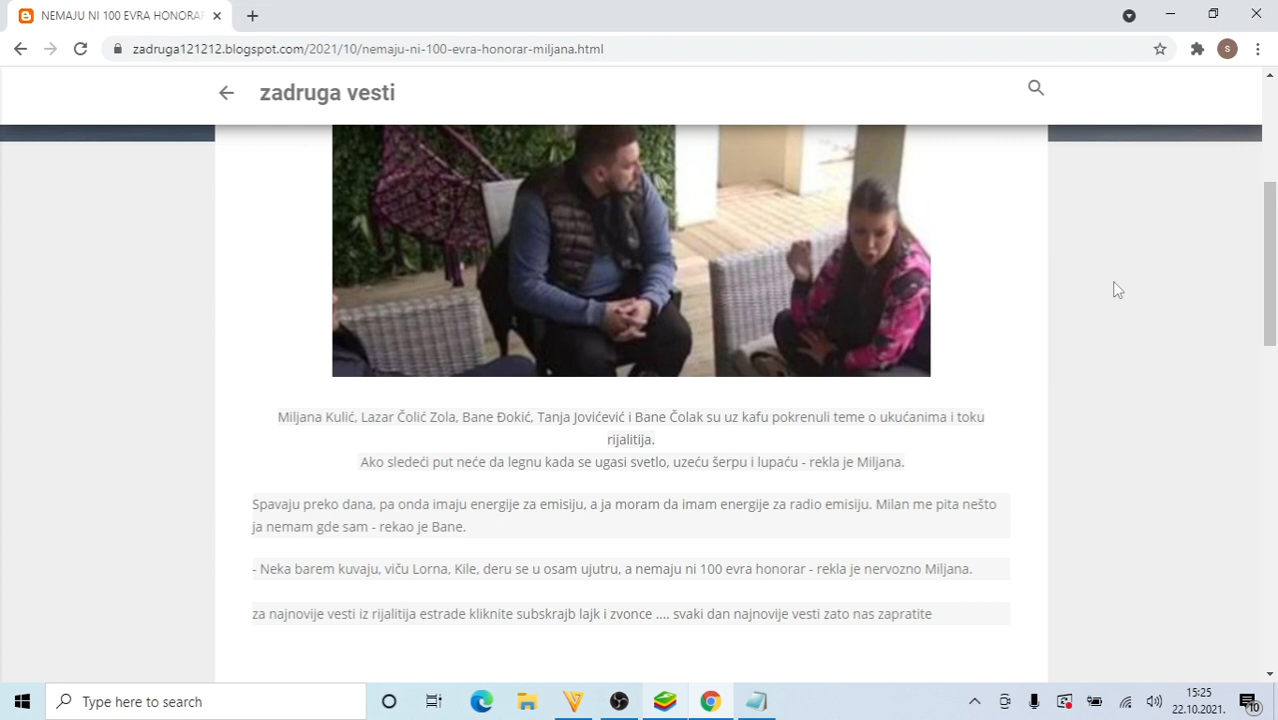 NEMAJU NI 100 EVRA HONORAR
zadruga121212.blogspot.com/2021/10/nemaju-ni-100-evra-honorar-miljana.html
S
zadruga vesti
Miljana Kulić, Lazar Čolić Zola, Bane Đokić, Tanja Jovićević i Bane Čolak su uz kafu pokrenuli teme o ukućanima i toku
rijalitija.
Ako sledeći put neće da legnu kada se ugasi svetlo, uzeću šerpu i lupaću - rekla je Miljana.
Spavaju preko dana, pa onda imaju energije za emisiju, a ja moram da imam energije za radio emisiju. Milan me pita nešto
ja nemam gde sam - rekao je Bane.
- Neka barem kuvaju, viču Lorna, Kile, deru se u osam ujutru, a nemaju ni 100 evra honorar - rekla je nervozno Miljana.
za najnovije vesti iz rijalitija estrade kliknite subskrajb lajk i zvonce .... svaki dan najnovije vesti zato nas zapratite
Type here to search
15:25
22.10.2021.
10